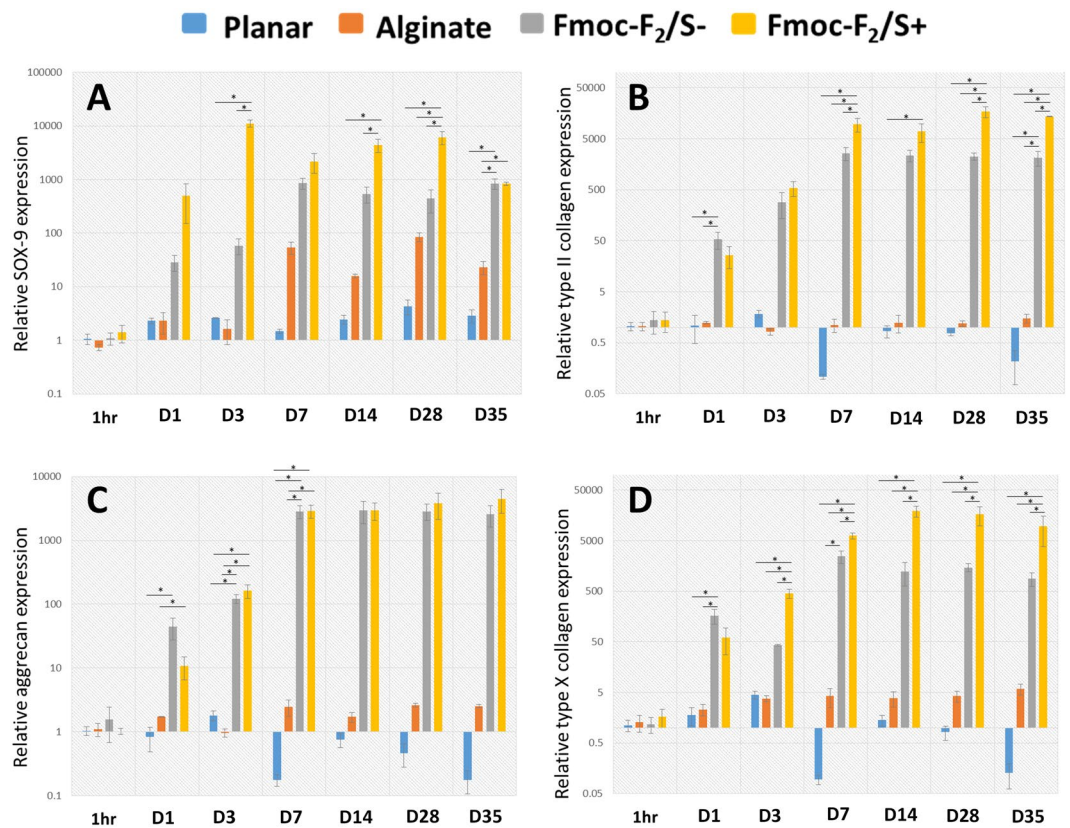 Planar Alginate Fmoc-F₂/S- Fmoc-F₂/S+
A
Relative SOX-9 expression
100000
10000
1000
100
10
1
0.1
1hr D1 D3 D7 D14 D28 D35
* * * * * * * * * * * *
B
Relative type II collagen expression
50000
5000
500
50
5
0.5
0.05
1hr D1 D3 D7 D14 D28 D35
* * * * * * * * * * * * * *
C
Relative aggrecan expression
10000
1000
100
10
1
0.1
1hr D1 D3 D7 D14 D28 D35
* * * * * * * * * *
D
Relative type X collagen expression
50000
5000
500
50
5
0.5
0.05
1hr D1 D3 D7 D14 D28 D35
* * * * * * * * * * * * * * * * * *